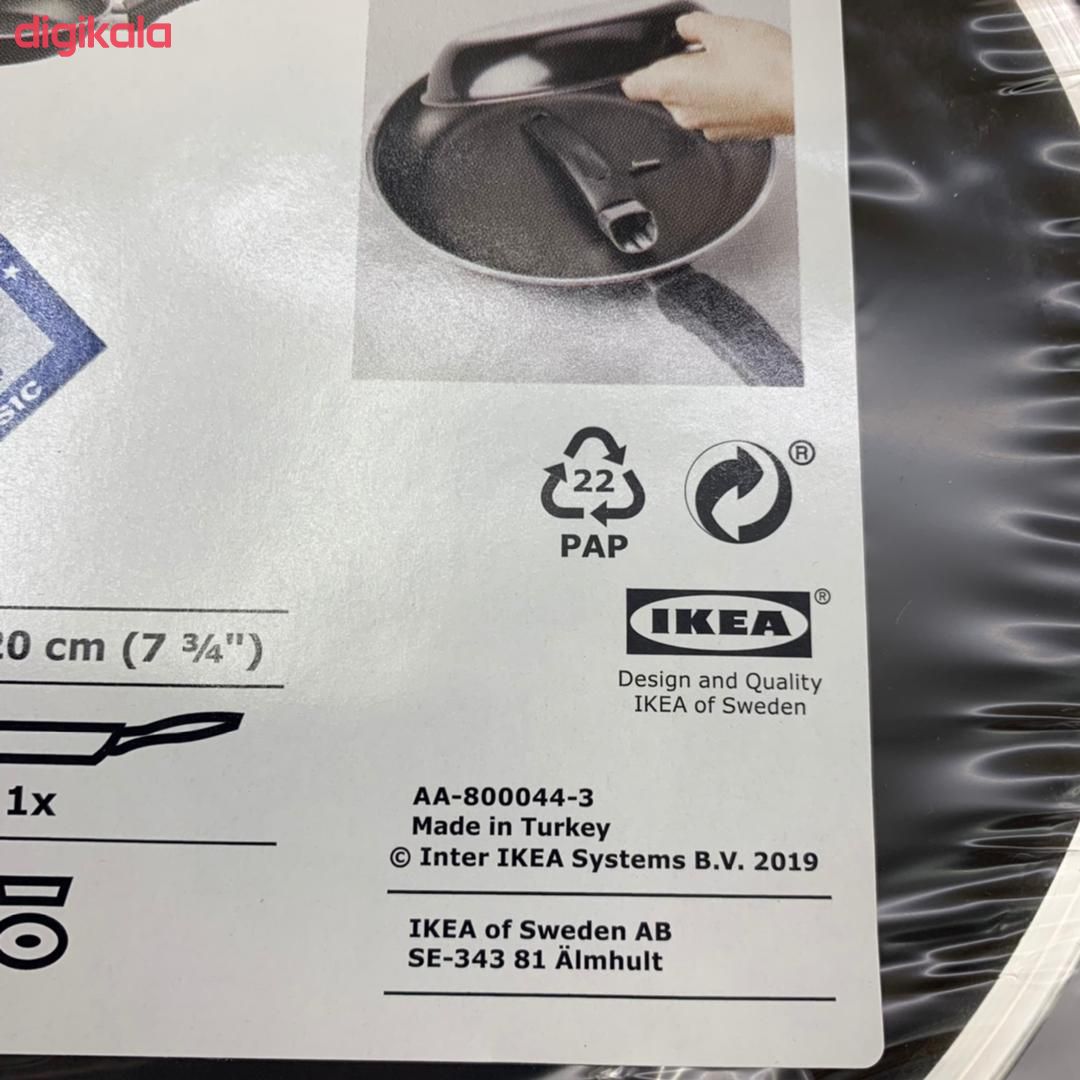 digikala
SIC
22
PAP
®
IKEA
®
Design and Quality
IKEA of Sweden
20 cm (7 ¾")
1x
AA-800044-3
Made in Turkey
© Inter IKEA Systems B.V. 2019
IKEA of Sweden AB
SE-343 81 Älmhult